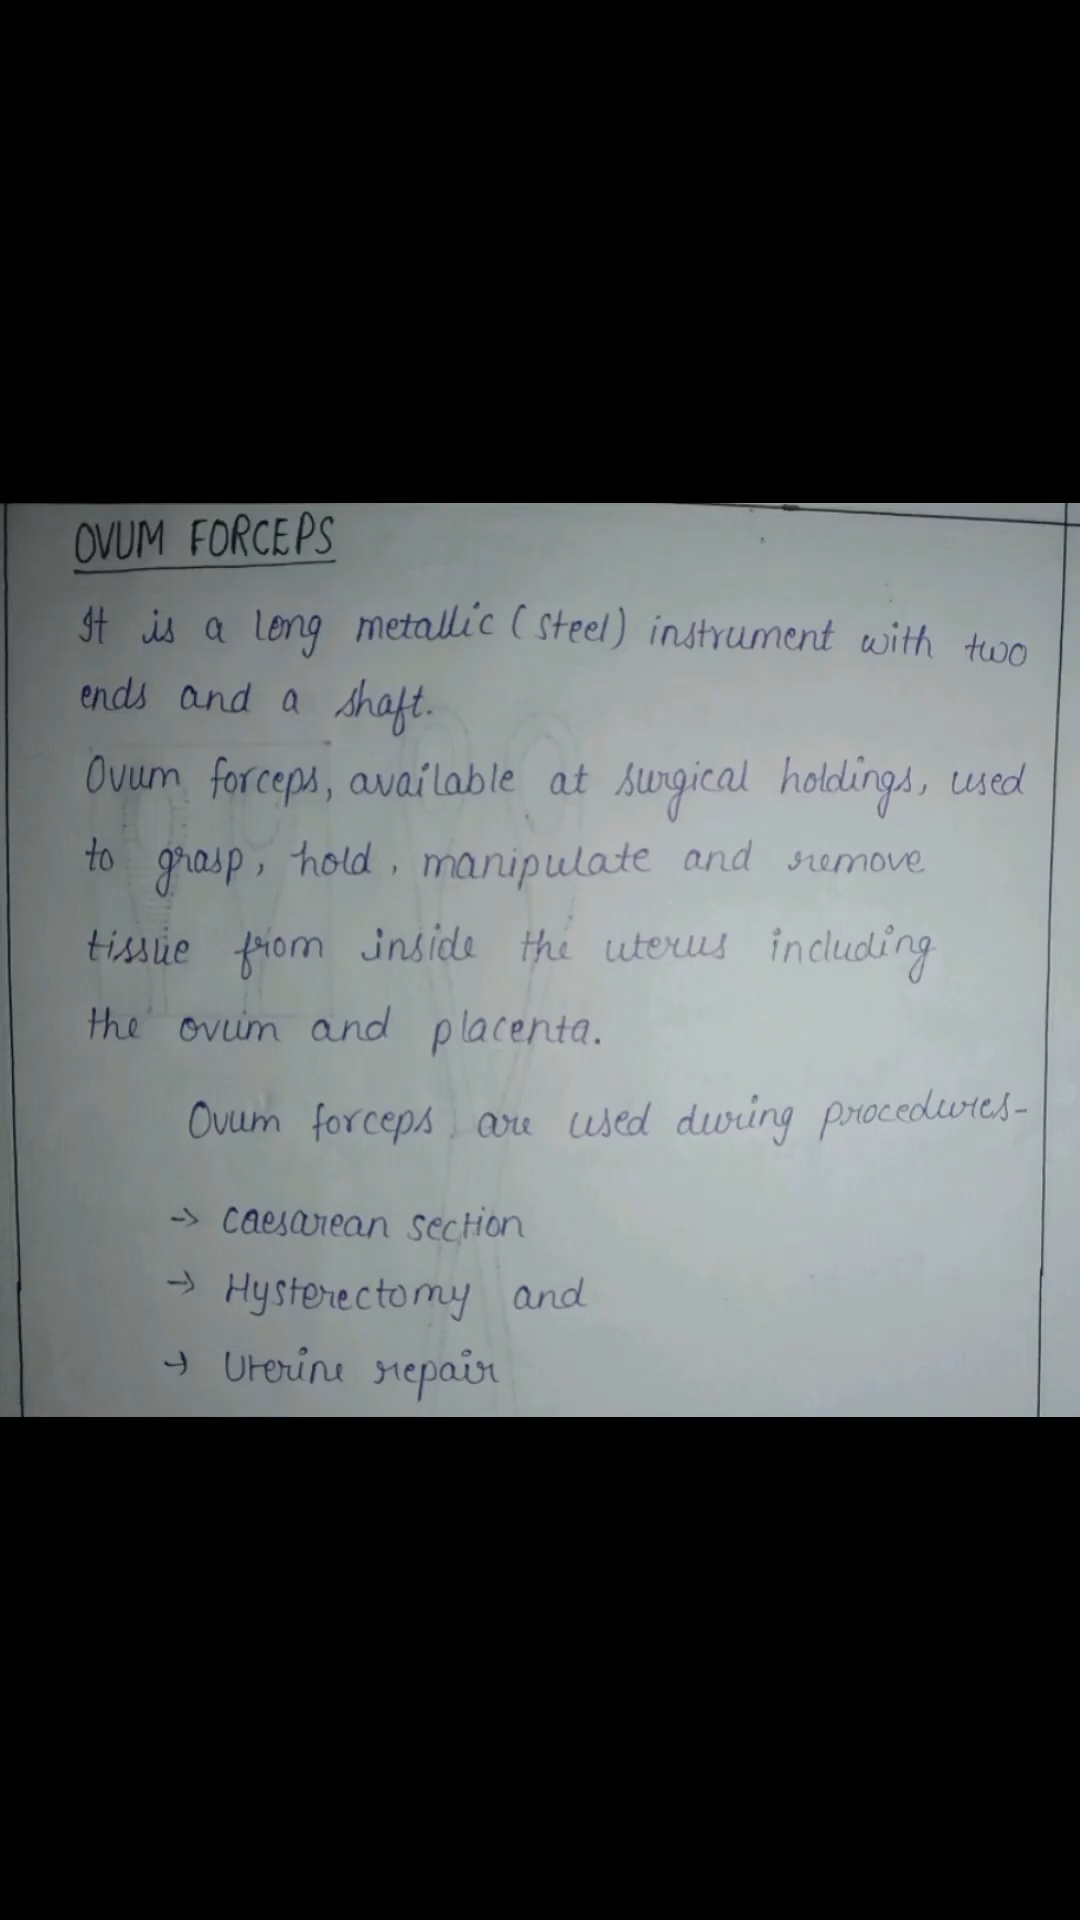 OVUM FORCEPS
It is a long metallic (steel) instrument with two
ends and a shaft.
Ovum forceps, available at surgical holdings, used
to grasp, hold, manipulate and remove
tissue from inside the uterus including
the ovum and placenta.
Ovum forceps are used during procedures-
-> caesarean section
-> Hysterectomy and
-> Uterine repair